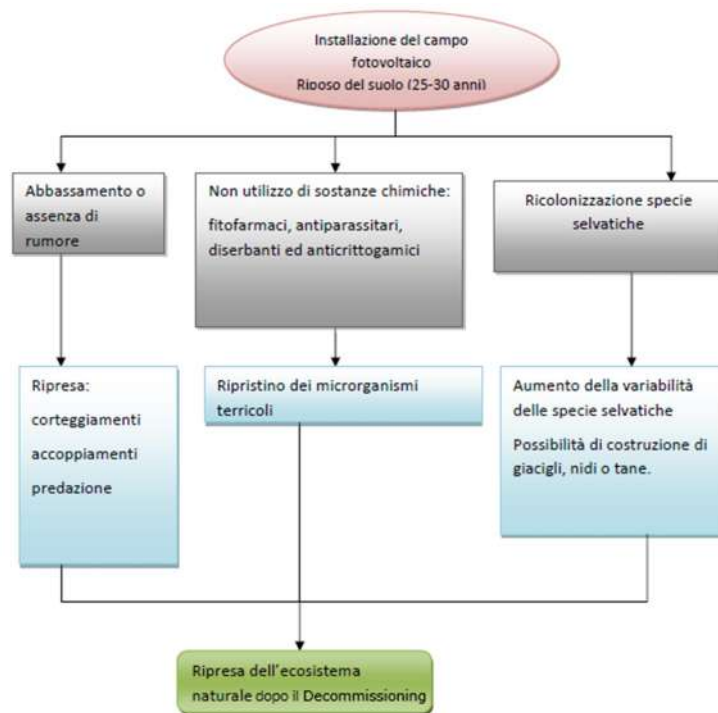 Installazione del campo
fotovoltaico
Riposo del suolo (25-30 anni)
Abbassamento o
assenza di
rumore
Non utilizzo di sostanze chimiche:
fitofarmaci, antiparassitari,
diserbanti ed anticrittogamici
Ricolonizzazione specie
selvatiche
Ripresa:
corteggiamenti
accoppiamenti
predazione
Ripristino dei microrganismi
terricoli
Aumento della variabilità
delle specie selvatiche
Possibilità di costruzione di
giacigli, nidi o tane.
Ripresa dell'ecosistema
naturale dopo il Decommissioning